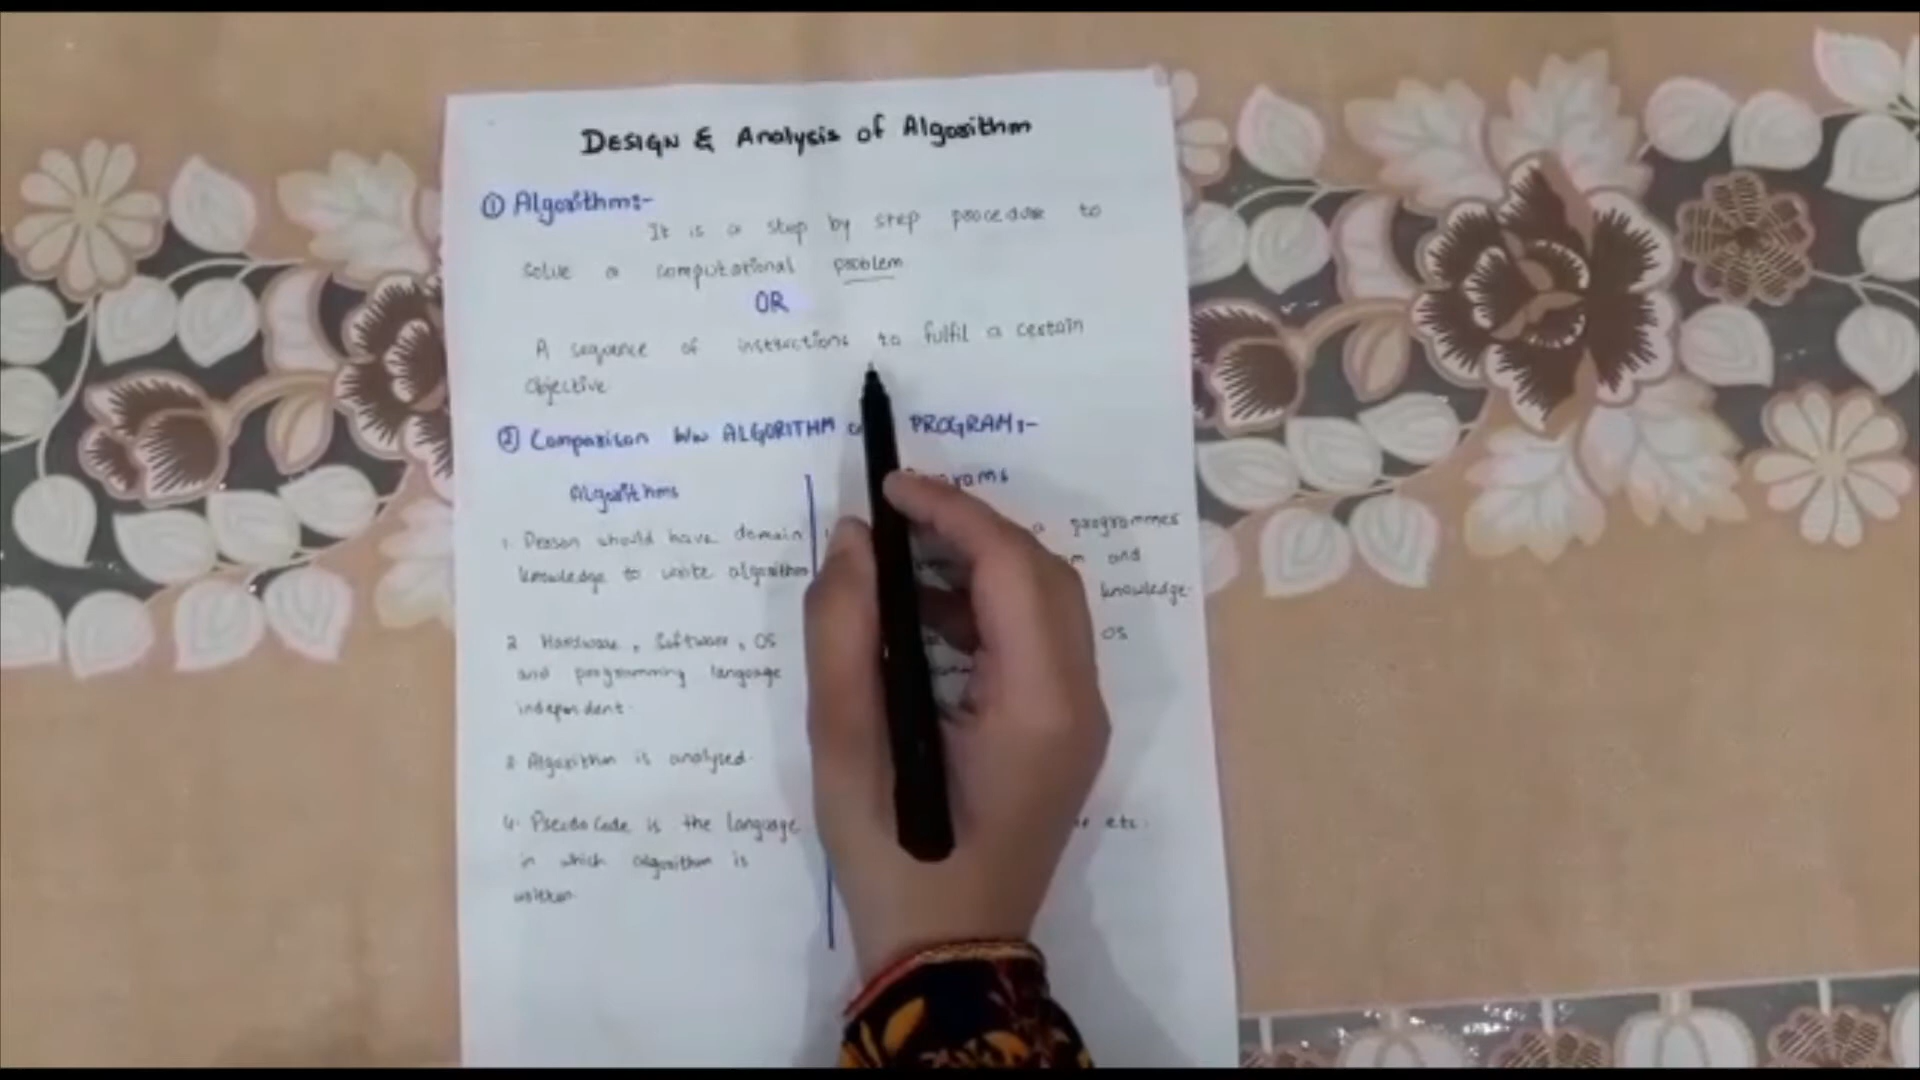 DESIGN & Analysis of Algorithm
① Algorithms:-
It is a step by step procedure to
solve a computational problem
OR
A sequence of instructions to fulfil a certain
Objective
② Comparison b/w ALGORITHM PROGRAM:-
Algorithms
1. Person should have domain
knowledge to write algorithm
2. Hardware, Software, OS
and programming language
independent.
3. Algorithm is analysed.
4. Pseudo Code is the language
in which algorithm is
written.
a programmer
and
knowledge.
OS
etc.